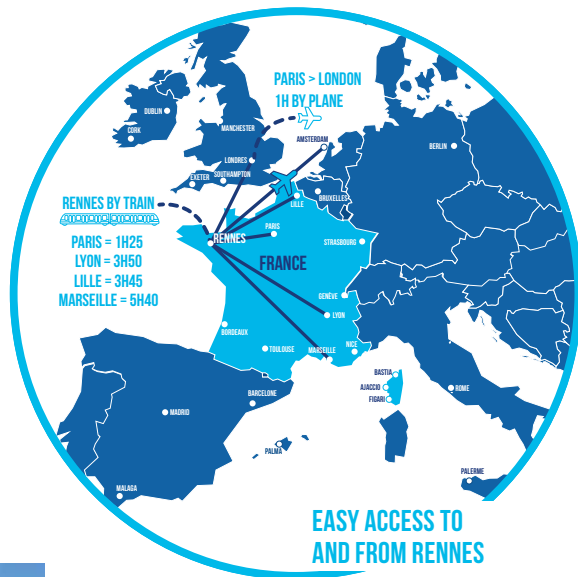 PARIS > LONDON
1H BY PLANE
DUBLIN
CORK
MANCHESTER
AMSTERDAM
BERLIN
LONDRES
EXETER
SOUTHAMPTON
BRUXELLES
LILLE
RENNES BY TRAIN
PARIS = 1H25
LYON = 3H50
LILLE = 3H45
MARSEILLE = 5H40
PARIS
RENNES
STRASBOURG
FRANCE
GENÈVE
LYON
BORDEAUX
TOULOUSE
MARSEILLE
NICE
BASTIA
AJACCIO
FIGARI
ROME
BARCELONE
MADRID
PALMA
PALERME
MALAGA
EASY ACCESS TO
AND FROM RENNES